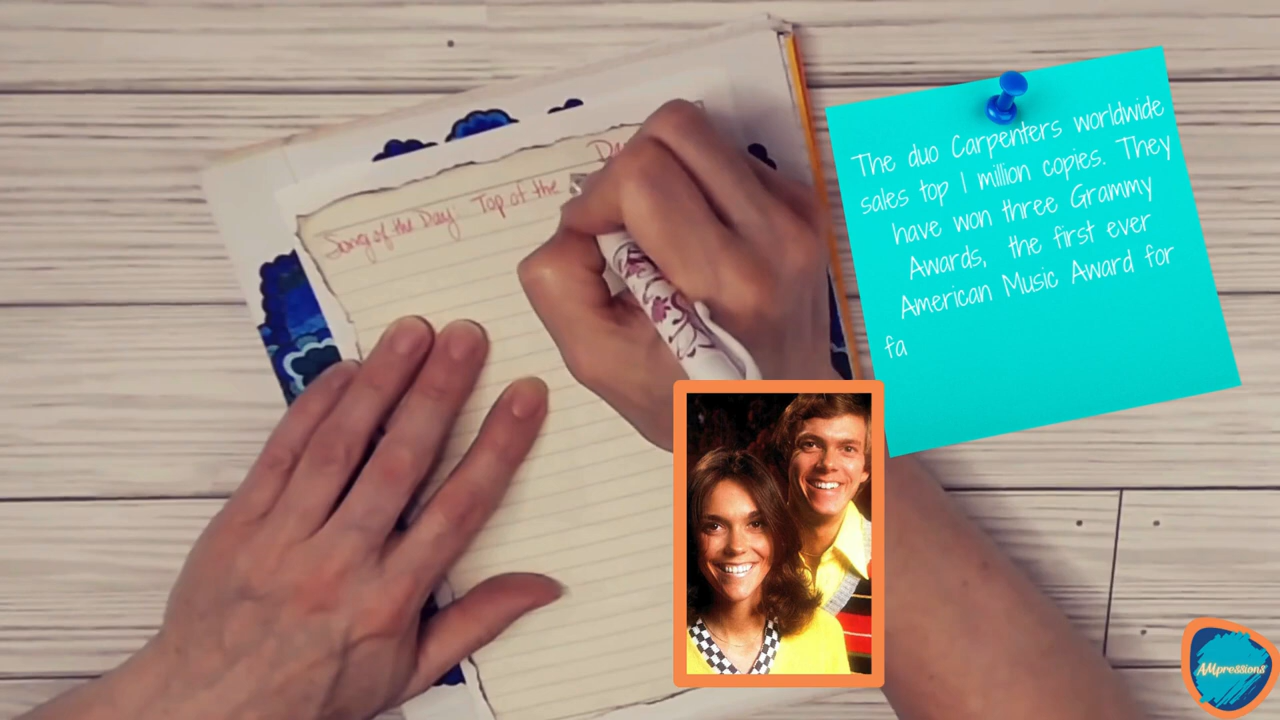 Song of the Day: Top of the
The duo Carpenters worldwide
sales top 1 million copies. They
have won three Grammy
Awards, the first ever
American Music Award for
fa
AMpressions